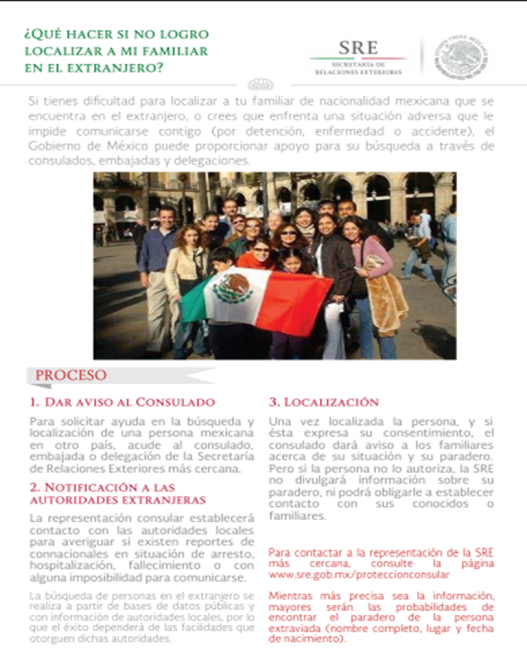 ¿QUÉ HACER SI NO LOGRO
LOCALIZAR A MI FAMILIAR
EN EL EXTRANJERO?
SRE
SECRETARÍA DE
RELACIONES EXTERIORES
Si tienes dificultad para localizar a tu familiar de nacionalidad mexicana que se
encuentra en el extranjero, o crees que enfrenta una situación adversa que le
impide comunicarse contigo (por detención, enfermedad o accidente), el
Gobierno de México puede proporcionar apoyo para su búsqueda a través de
consulados, embajadas y delegaciones.
PROCESO
1. DAR AVISO AL CONSULADO
Para solicitar ayuda en la búsqueda y
localización de una persona mexicana
en otro país, acude al consulado,
embajada o delegación de la Secretaría
de Relaciones Exteriores más cercana.
2. NOTIFICACIÓN A LAS
AUTORIDADES EXTRANJERAS
La representación consular establecerá
contacto con las autoridades locales
para averiguar si existen reportes de
connacionales en situación de arresto,
hospitalización, fallecimiento o con
alguna imposibilidad para comunicarse.
La búsqueda de personas en el extranjero se
realiza a partir de bases de datos públicas y
con información de autoridades locales, por lo
que el éxito dependerá de las facilidades que
otorguen dichas autoridades.
3. LOCALIZACIÓN
Una vez localizada la persona, y si
ésta expresa su consentimiento, el
consulado dará aviso a los familiares
acerca de su situación y su paradero.
Pero si la persona no lo autoriza, la SRE
no divulgará información sobre su
paradero, ni podrá obligarle a establecer
contacto con sus conocidos o
familiares.
Para contactar a la representación de la SRE
más cercana, consulte la página
www.sre.gob.mx/proteccionconsular
Mientras más precisa sea la información,
mayores serán las probabilidades de
encontrar el paradero de la persona
extraviada (nombre completo, lugar y fecha
de nacimiento).